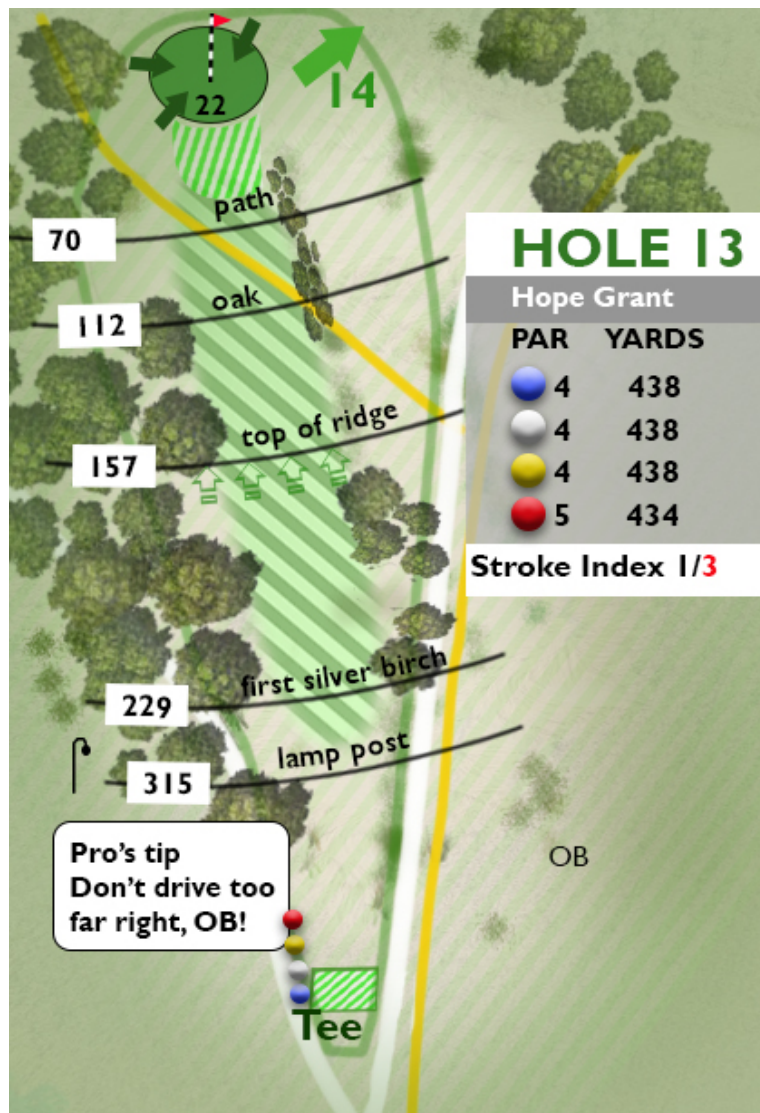 22
14
path
70
HOLE 13
oak
Hope Grant
112
PAR YARDS
4 438
4 438
top of ridge
157
4 438
5 434
Stroke Index 1/3
first silver birch
229
lamp post
315
Pro's tip
Don't drive too
far right, OB!
OB
Tee